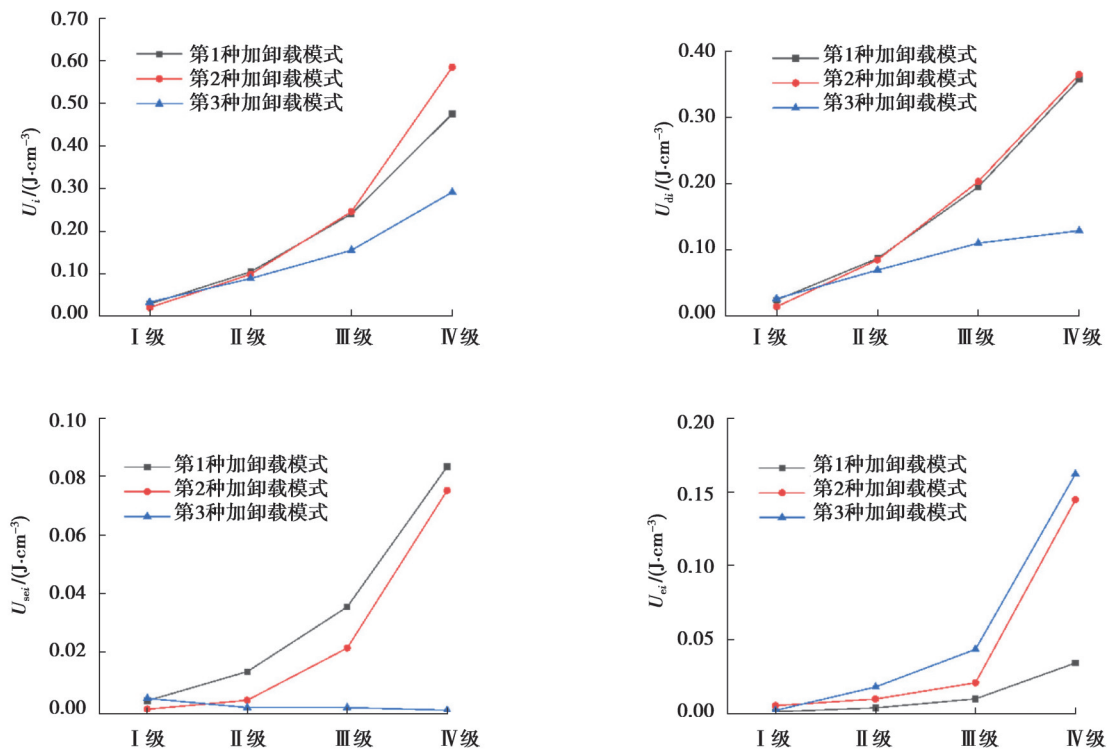 0.70
0.60
0.50
0.40
0.30
0.20
0.10
0.00
U_i/(J·cm⁻³)
第1种加卸载模式
第2种加卸载模式
第3种加卸载模式
Ⅰ级
Ⅱ级
Ⅲ级
Ⅳ级
0.40
0.30
0.20
0.10
0.00
U_di/(J·cm⁻³)
第1种加卸载模式
第2种加卸载模式
第3种加卸载模式
Ⅰ级
Ⅱ级
Ⅲ级
Ⅳ级
0.10
0.08
0.06
0.04
0.02
0.00
U_sei/(J·cm⁻³)
第1种加卸载模式
第2种加卸载模式
第3种加卸载模式
Ⅰ级
Ⅱ级
Ⅲ级
Ⅳ级
0.20
0.15
0.10
0.05
0.00
U_ei/(J·cm⁻³)
第1种加卸载模式
第2种加卸载模式
第3种加卸载模式
Ⅰ级
Ⅱ级
Ⅲ级
Ⅳ级